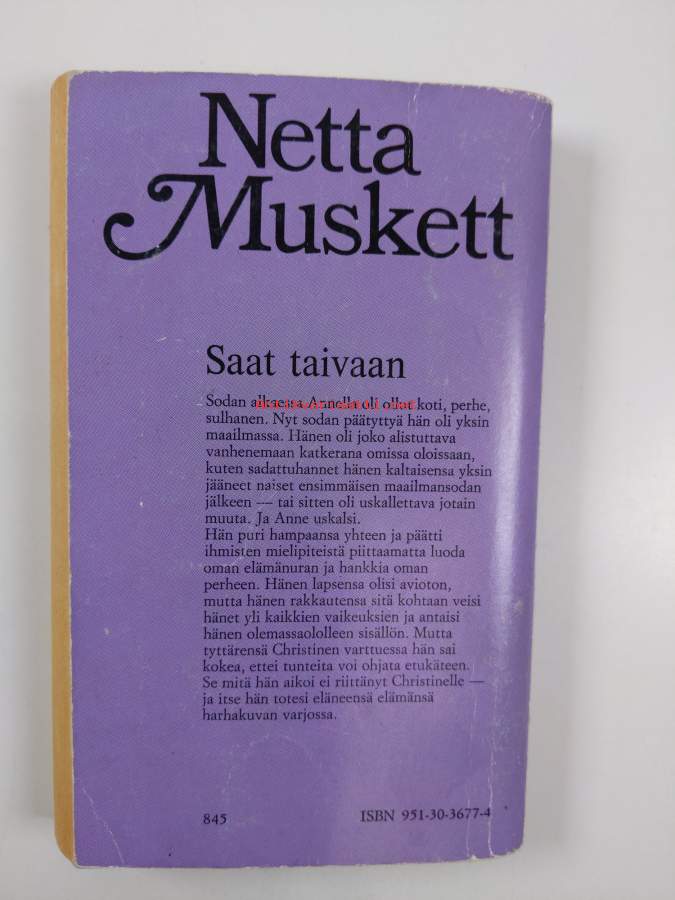 Netta
Muskett
Saat taivaan
Sodan alkaessa Annella oli ollut koti, perhe,
sulhanen. Nyt sodan päätyttyä hän oli yksin
maailmassa. Hänen oli joko alistuttava
vanhenemaan katkerana omissa oloissaan,
kuten sadattuhannet hänen kaltaisensa yksin
jääneet naiset ensimmäisen maailmansodan
jälkeen — tai sitten oli uskallettava jotain
muuta. Ja Anne uskalsi.
Hän puri hampaansa yhteen ja päätti
ihmisten mielipiteistä piittaamatta luoda
oman elämänuran ja hankkia oman
perheen. Hänen lapsensa olisi avioton,
mutta hänen rakkautensa sitä kohtaan veisi
hänet yli kaikkien vaikeuksien ja antaisi
hänen olemassaololleen sisällön. Mutta
tyttärensä Christinen varttuessa hän sai
kokea, ettei tunteita voi ohjata etukäteen.
Se mitä hän aikoi ei riittänyt Christinelle —
ja itse hän totesi eläneensä elämänsä
harhakuvan varjossa.
845
ISBN 951-30-3677-4